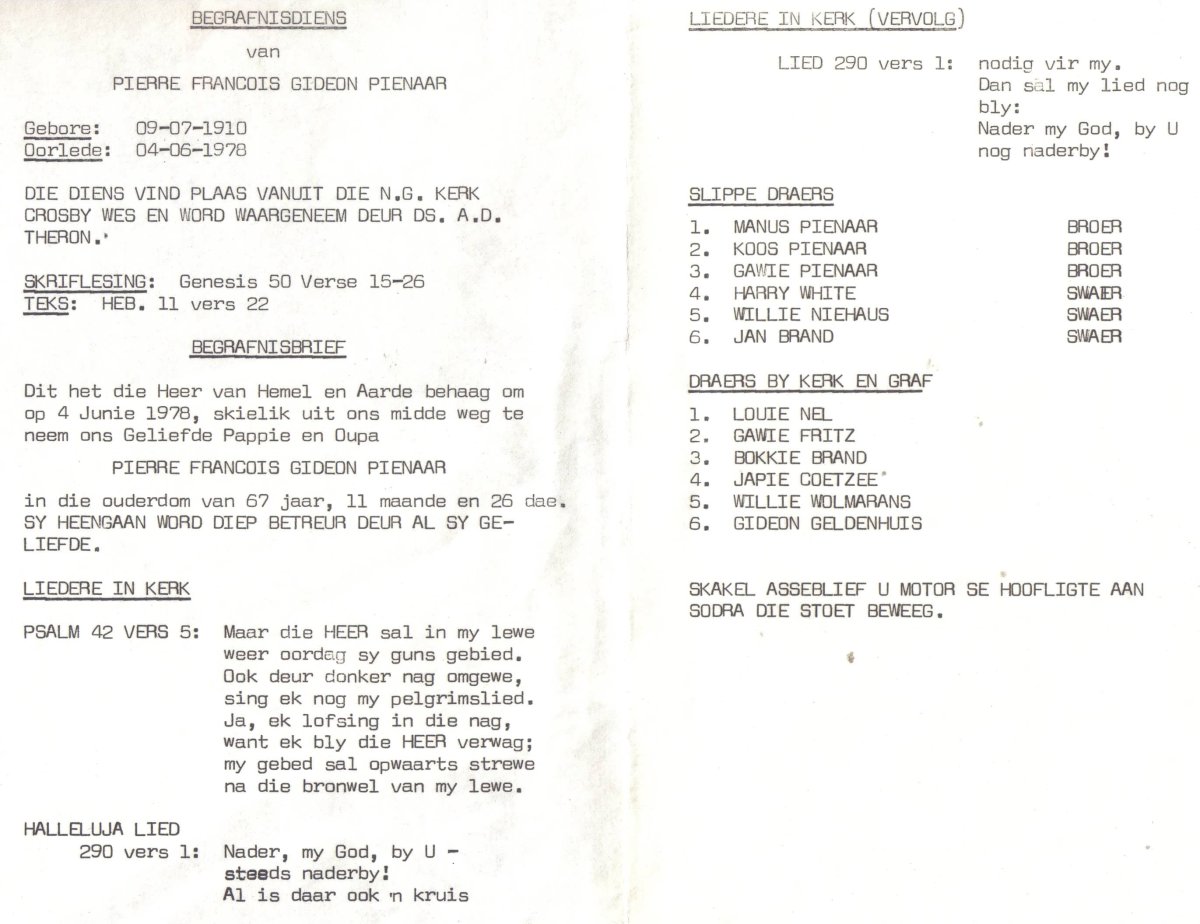 BEGRAFNISDIENS
van
PIERRE FRANCOIS GIDEON PIENAAR
Gebore: 09-07-1910
Oorlede: 04-06-1978
DIE DIENS VIND PLAAS VANUIT DIE N.G. KERK
CROSBY WES EN WORD WAARGENEEM DEUR DS. A.D.
THERON.
SKRIFLESING: Genesis 50 Verse 15-26
TEKS: HEB. 11 vers 22
BEGRAFNISBRIEF
Dit het die Heer van Hemel en Aarde behaag om
op 4 Junie 1978, skielik uit ons midde weg te
neem ons Geliefde Pappie en Oupa
PIERRE FRANCOIS GIDEON PIENAAR
in die ouderdom van 67 jaar, 11 maande en 26 dae.
SY HEENGAAN WORD DIEP BETREUR DEUR AL SY GE-
LIEFDE.
LIEDERE IN KERK
PSALM 42 VERS 5: Maar die HEER sal in my lewe
weer oordag sy guns gebied.
Ook deur donker nag omgewe,
sing ek nog my pelgrimslied.
Ja, ek lofsing in die nag,
want ek bly die HEER verwag;
my gebed sal opwaarts strewe
na die bronwel van my lewe.
HALLELUJA LIED
290 vers 1: Nader, my God, by U -
steeds naderby!
Al is daar ook 'n kruis
LIEDERE IN KERK (VERVOLG)
LIED 290 vers 1: nodig vir my.
Dan sal my lied nog
bly:
Nader my God, by U
nog naderby!
SLIPPE DRAERS
1. MANUS PIENAAR BROER
2. KOOS PIENAAR BROER
3. GAWIE PIENAAR BROER
4. HARRY WHITE SWAER
5. WILLIE NIEHAUS SWAER
6. JAN BRAND SWAER
DRAERS BY KERK EN GRAF
1. LOUIE NEL
2. GAWIE FRITZ
3. BOKKIE BRAND
4. JAPIE COETZEE
5. WILLIE WOLMARANS
6. GIDEON GELDENHUIS
SKAKEL ASSEBLIEF U MOTOR SE HOOFLIGTE AAN
SODRA DIE STOET BEWEEG.